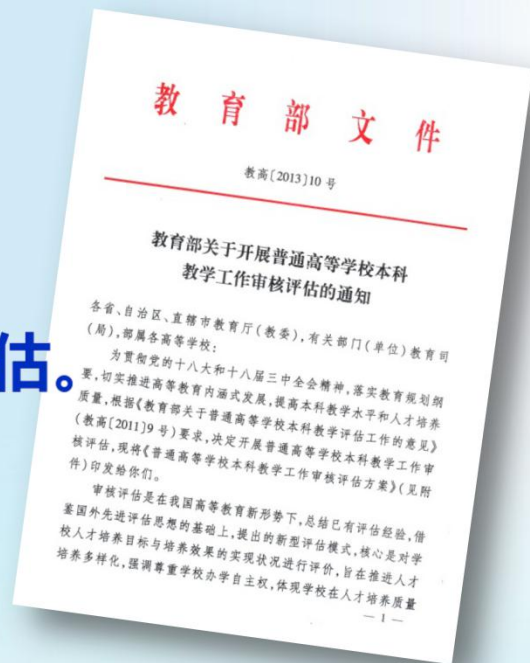 教育部文件
教高[2013]10 号
教育部关于开展普通高等学校本科
教学工作审核评估的通知
各省、自治区、直辖市教育厅(教委),有关部门(单位)教育司
(局),部属各高等学校:
为贯彻党的十八大和十八届三中全会精神,落实教育规划纲
要,切实推进高等教育内涵式发展,提高本科教学水平和人才培养
质量,根据《教育部关于普通高等学校本科教学评估工作的意见》
(教高[2011]9 号)要求,决定开展普通高等学校本科教学工作审
核评估,现将《普通高等学校本科教学工作审核评估方案》(见附
件)印发给你们。
审核评估是在我国高等教育新形势下,总结已有评估经验,借
鉴国外先进评估思想的基础上,提出的新型评估模式,核心是对学
校人才培养目标与培养效果的实现状况进行评价,旨在推进人才
培养多样化,强调尊重学校办学自主权,体现学校在人才培养质量
— 1 —
估。